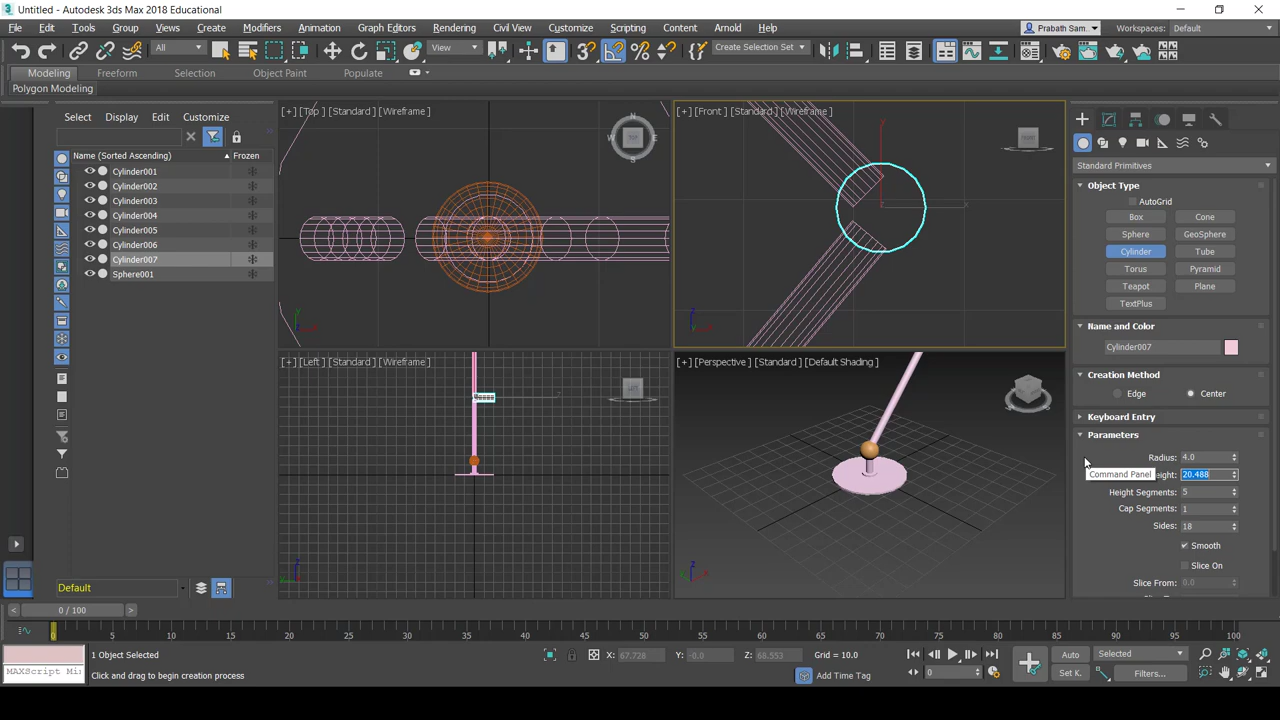 Untitled - Autodesk 3ds Max 2018 Educational
File Edit Tools Group Views Create Modifiers Animation Graph Editors Rendering Civil View Customize Scripting Content Arnold Help Prabath Sam... Workspaces: Default
All View Create Selection Set
Modeling Freeform Selection Object Paint Populate
Polygon Modeling
Select Display Edit Customize
Name (Sorted Ascending) Frozen
Cylinder001
Cylinder002
Cylinder003
Cylinder004
Cylinder005
Cylinder006
Cylinder007
Sphere001
Default
[+] [Top] [Standard] [Wireframe]
[+] [Front] [Standard] [Wireframe]
[+] [Left] [Standard] [Wireframe]
[+] [Perspective] [Standard] [Default Shading]
Standard Primitives
Object Type
AutoGrid
Box Cone
Sphere GeoSphere
Cylinder Tube
Torus Pyramid
Teapot Plane
TextPlus
Name and Color
Cylinder007
Creation Method
Edge Center
Keyboard Entry
Parameters
Radius: 4.0
Command Panel
eight: 20.488
Height Segments: 5
Cap Segments: 1
Sides: 18
Smooth
Slice On
Slice From: 0.0
0 / 100
0 5 10 15 20 25 30 35 40 45 50 55 60 65 70 75 80 85 90 95 100
1 Object Selected X: 67.728 Y: -0.0 Z: 68.553 Grid = 10.0 Auto Selected
MAXScript Mi Click and drag to begin creation process Add Time Tag 0 Set K. Filters...